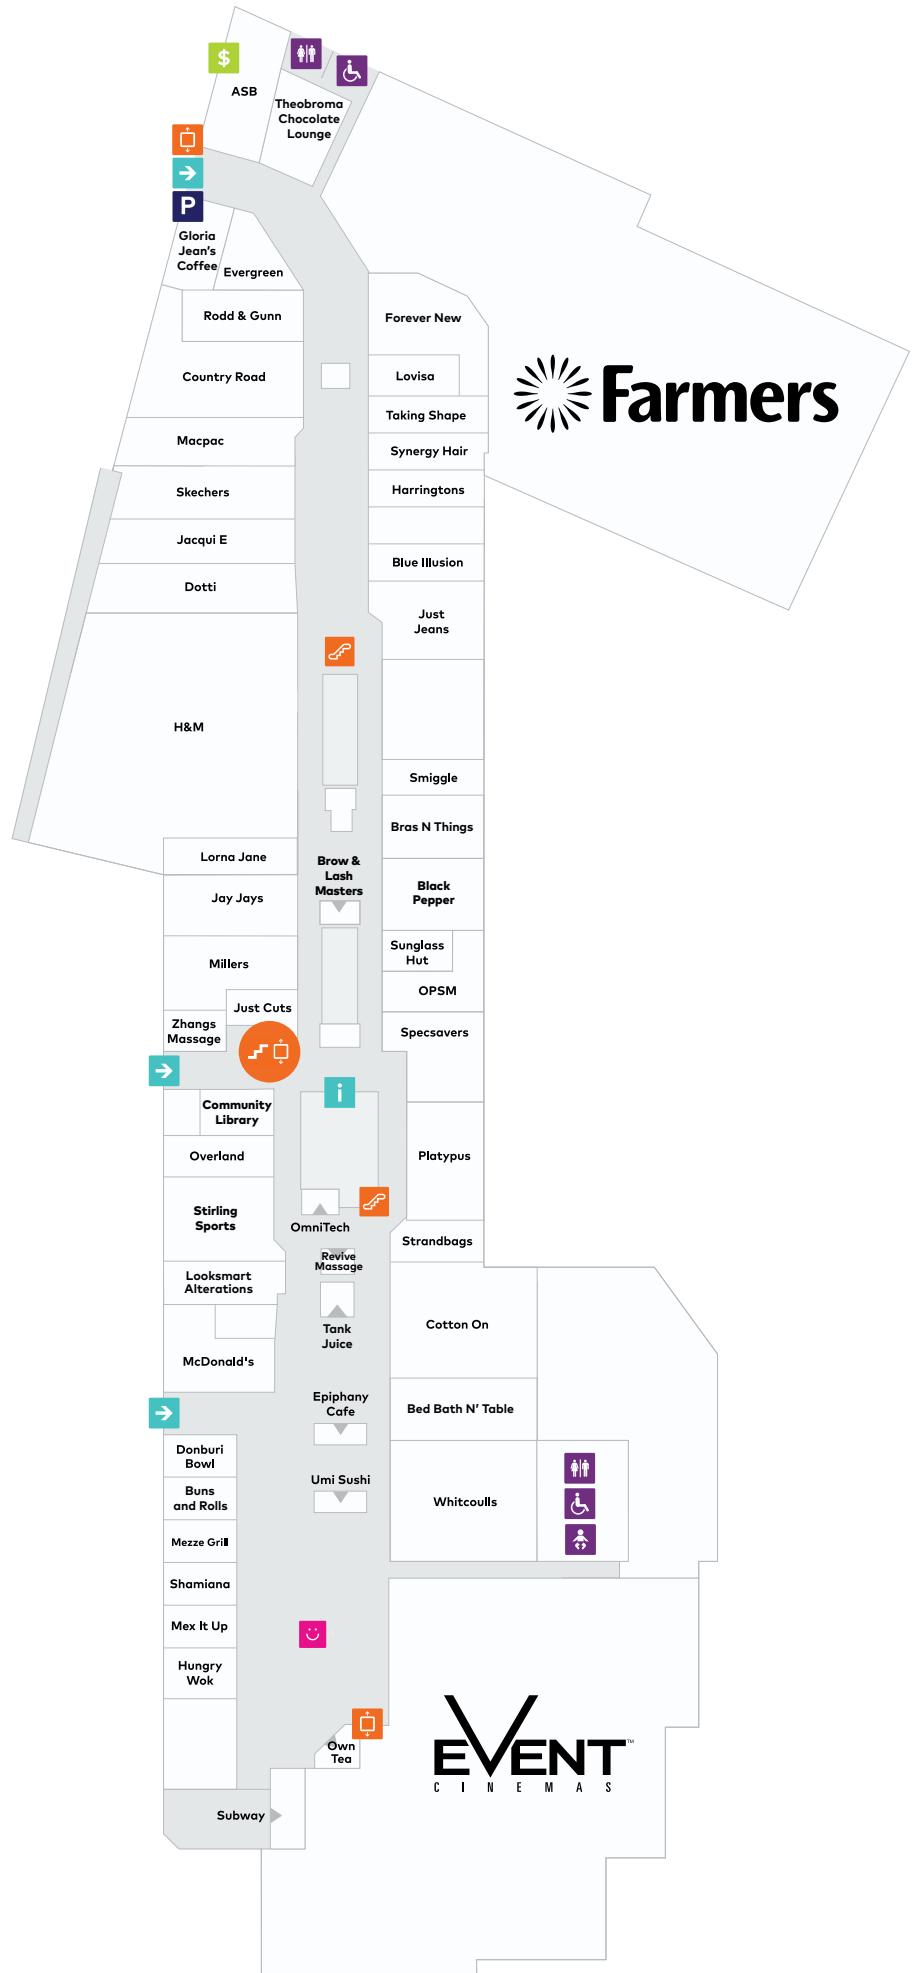 $
ASB
Theobroma
Chocolate
Lounge
P
Gloria
Jean's
Coffee
Evergreen
Rodd & Gunn
Forever New
Country Road
Lovisa
Farmers
Taking Shape
Macpac
Synergy Hair
Skechers
Harringtons
Jacqui E
Blue Illusion
Dotti
Just
Jeans
H&M
Smiggle
Bras N Things
Lorna Jane
Brow &
Lash
Masters
Jay Jays
Black
Pepper
Sunglass
Hut
Millers
OPSM
Just Cuts
Zhangs
Massage
Specsavers
i
Community
Library
Overland
Platypus
Stirling
Sports
OmniTech
Strandbags
Revive
Massage
Looksmart
Alterations
Tank
Juice
Cotton On
McDonald's
Epiphany
Cafe
Bed Bath N' Table
Donburi
Bowl
Umi Sushi
Buns
and Rolls
Whitcoulls
Mezze Grill
Shamiana
Mex It Up
Hungry
Wok
Own
Tea
EVENT™
CINEMAS
Subway